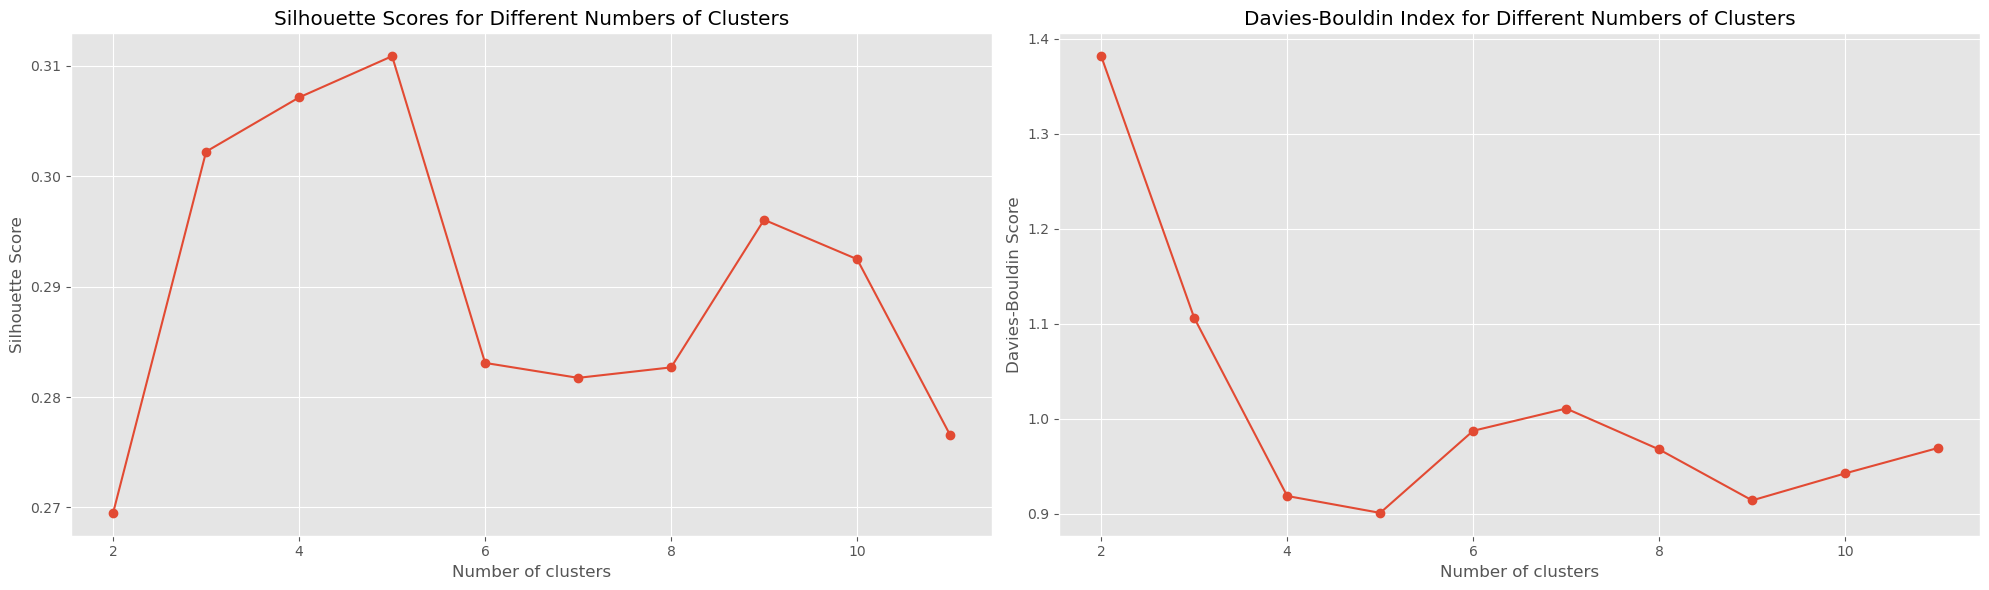 Silhouette Scores for Different Numbers of Clusters
0.31
0.30
0.29
0.28
0.27
Silhouette Score
2 4 6 8 10
Number of clusters
Davies-Bouldin Index for Different Numbers of Clusters
1.4
1.3
1.2
1.1
1.0
0.9
Davies-Bouldin Score
2 4 6 8 10
Number of clusters